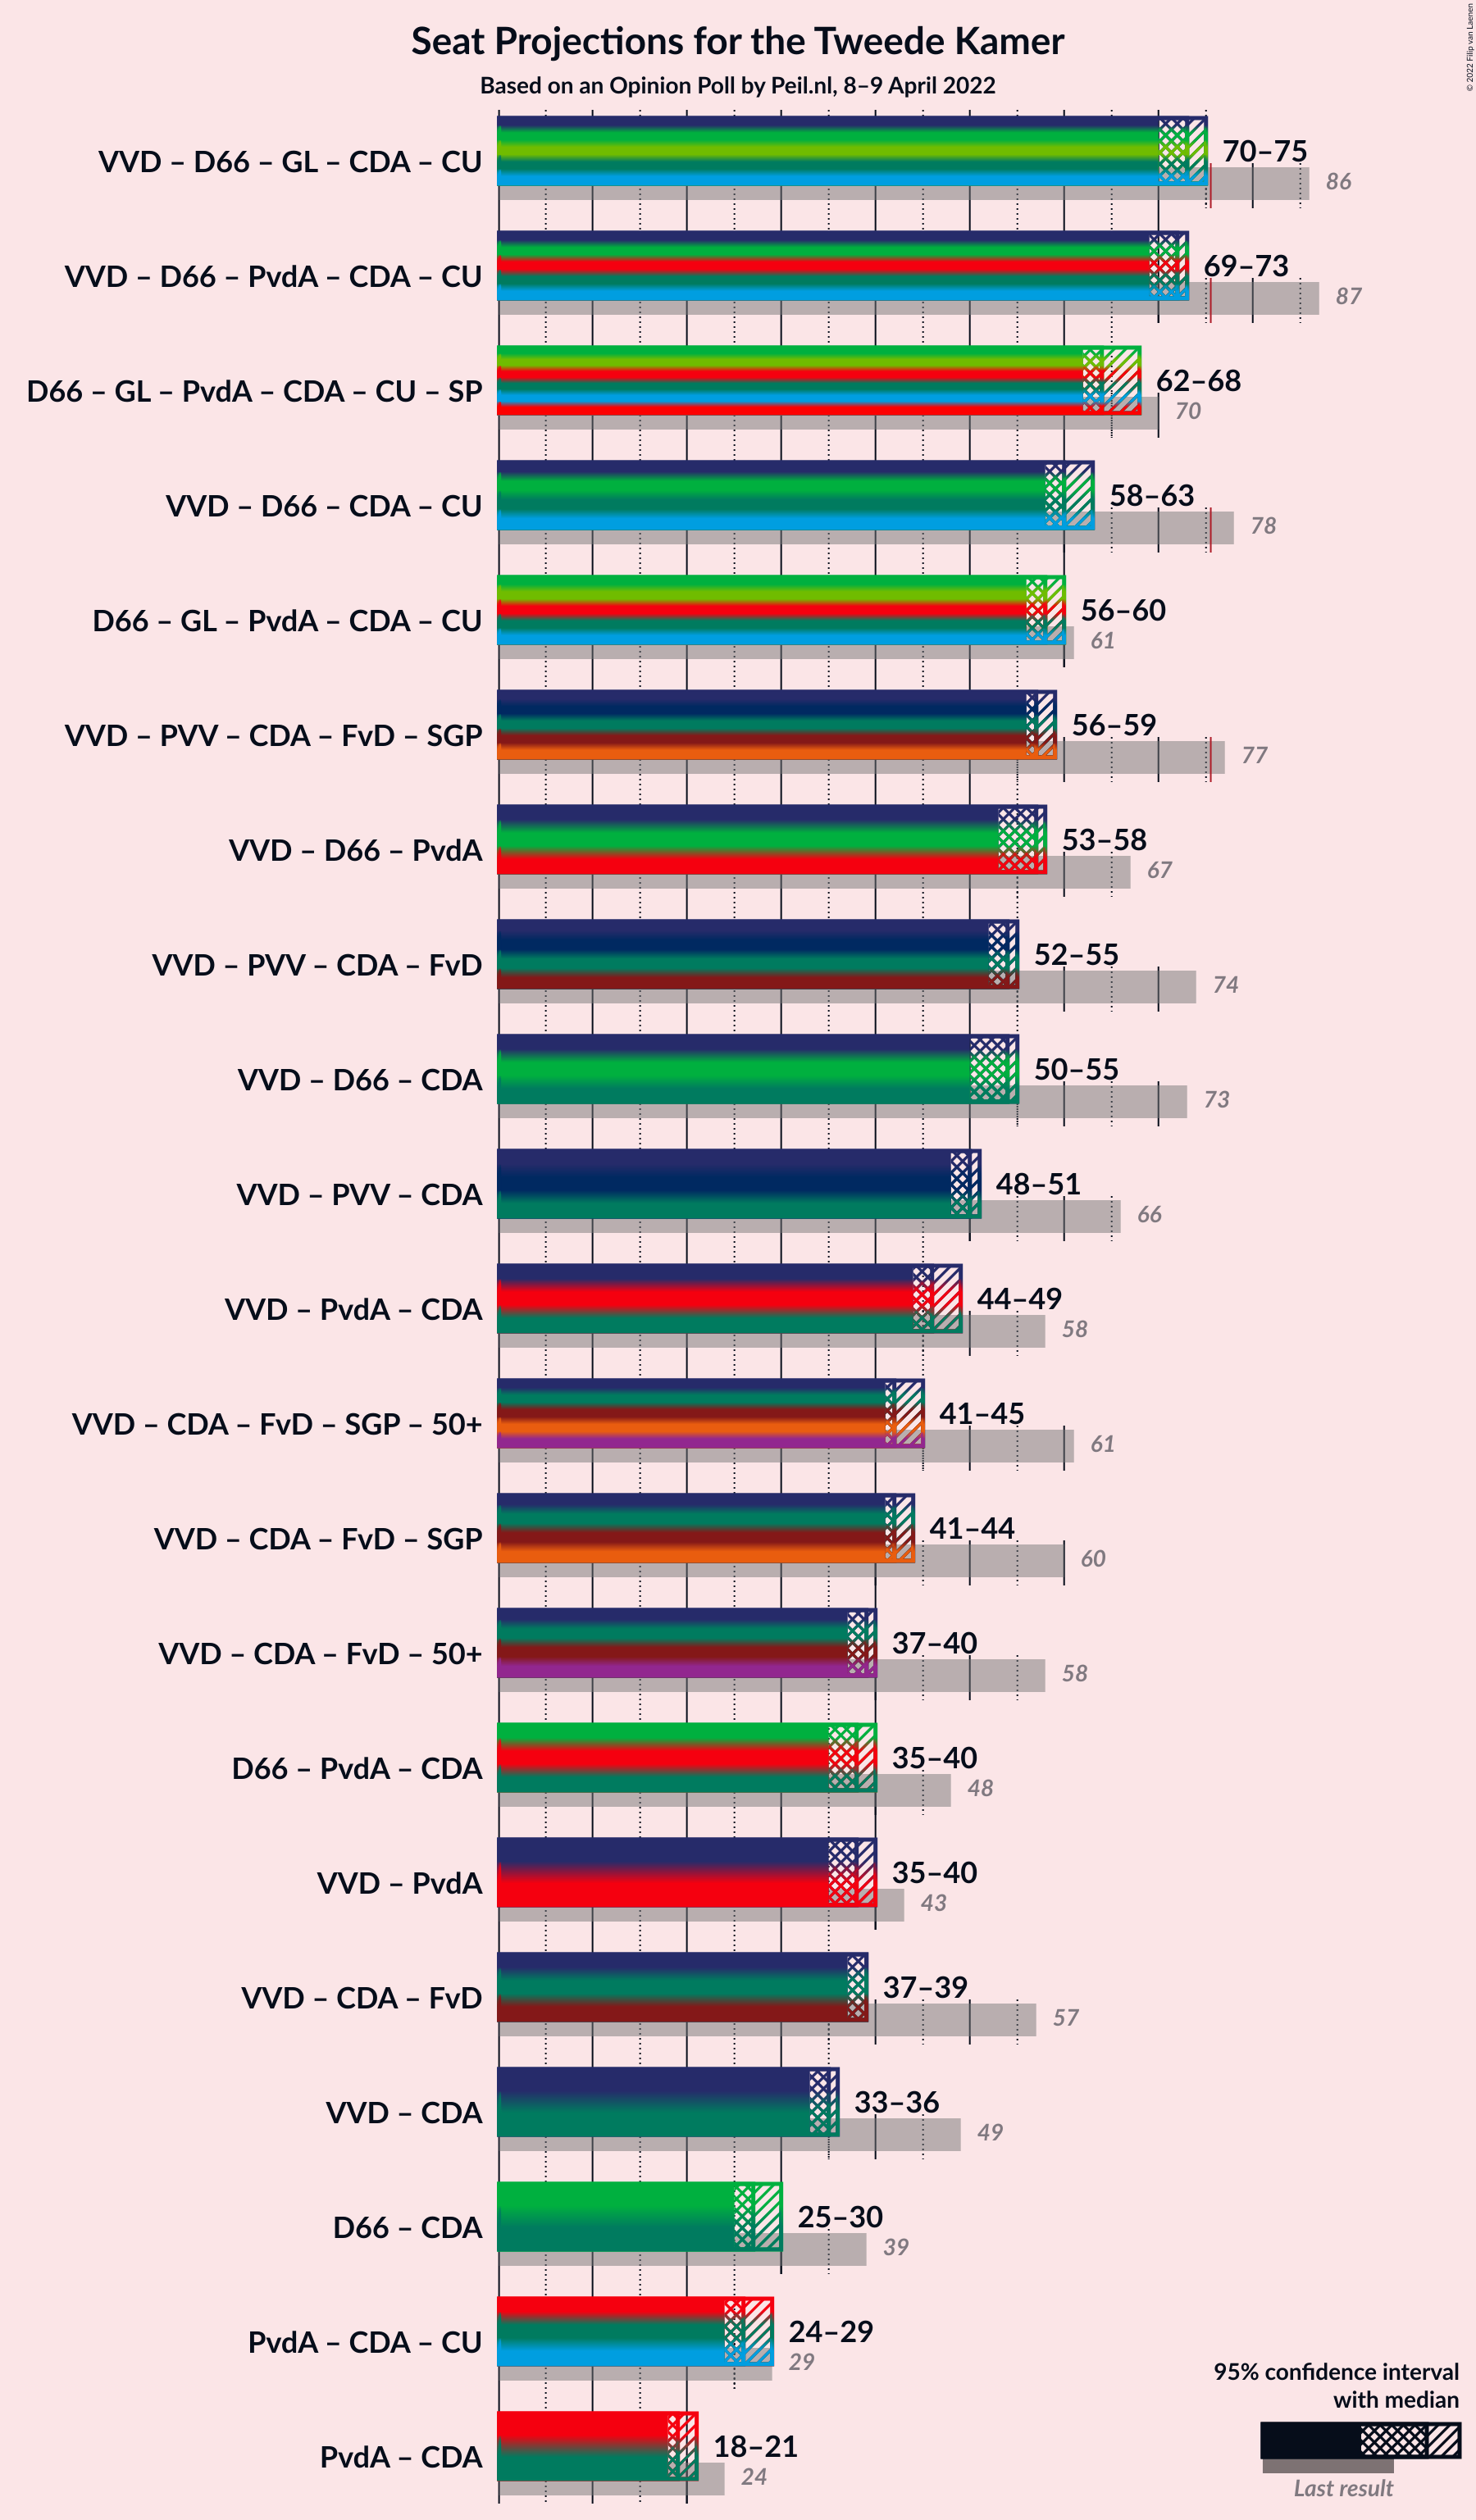 © 2022 Filip van Laenen
Seat Projections for the Tweede Kamer
Based on an Opinion Poll by Peil.nl, 8–9 April 2022
VVD – D66 – GL – CDA – CU
70–75
86
VVD – D66 – PvdA – CDA – CU
69–73
87
D66 – GL – PvdA – CDA – CU – SP
62–68
70
VVD – D66 – CDA – CU
58–63
78
D66 – GL – PvdA – CDA – CU
56–60
61
VVD – PVV – CDA – FvD – SGP
56–59
77
VVD – D66 – PvdA
53–58
67
VVD – PVV – CDA – FvD
52–55
74
VVD – D66 – CDA
50–55
73
VVD – PVV – CDA
48–51
66
VVD – PvdA – CDA
44–49
58
VVD – CDA – FvD – SGP – 50+
41–45
61
VVD – CDA – FvD – SGP
41–44
60
VVD – CDA – FvD – 50+
37–40
58
D66 – PvdA – CDA
35–40
48
VVD – PvdA
35–40
43
VVD – CDA – FvD
37–39
57
VVD – CDA
33–36
49
D66 – CDA
25–30
39
PvdA – CDA – CU
24–29
29
PvdA – CDA
18–21
24
95% confidence interval
with median
Last result